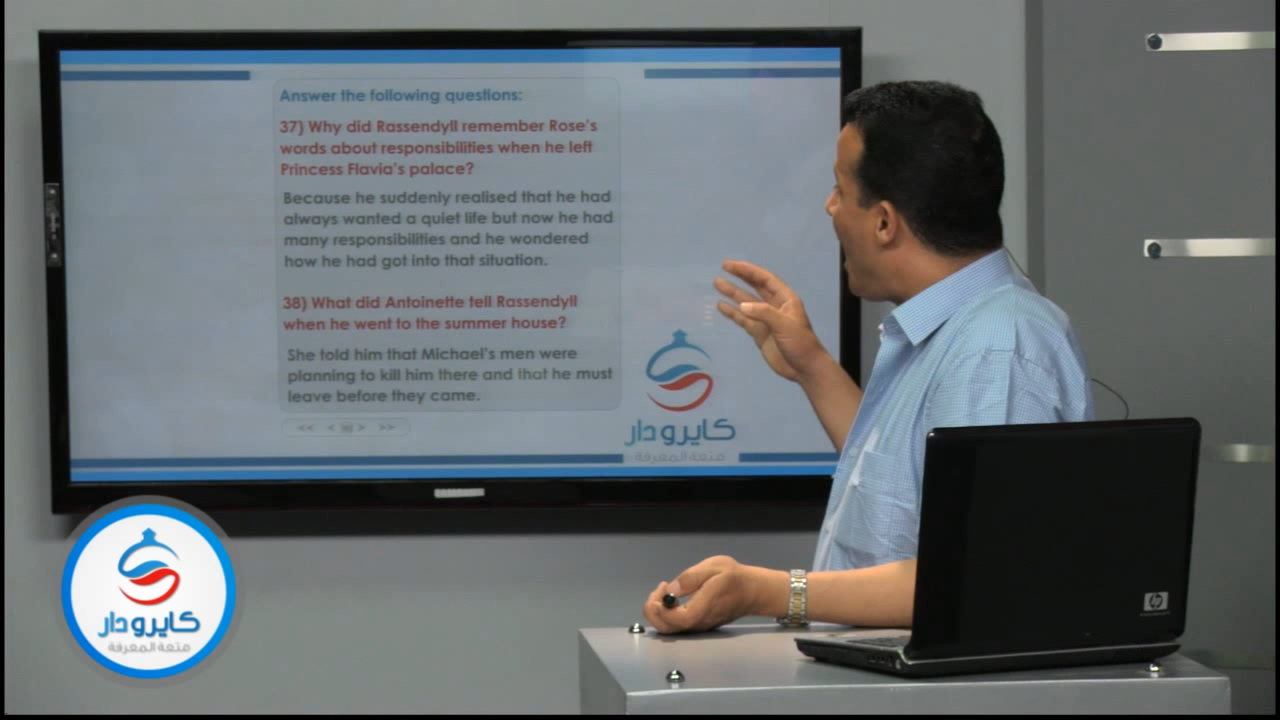 Answer the following questions:
37) Why did Rassendyll remember Rose's
words about responsibilities when he left
Princess Flavia's palace?
Because he suddenly realised that he had
always wanted a quiet life but now he had
many responsibilities and he wondered
how he had got into that situation.
38) What did Antoinette tell Rassendyll
when he went to the summer house?
She told him that Michael's men were
planning to kill him there and that he must
leave before they came.
<< < > >>
كايرو دار
متعة المعرفة
SAMSUNG
كايرو دار
متعة المعرفة
hp